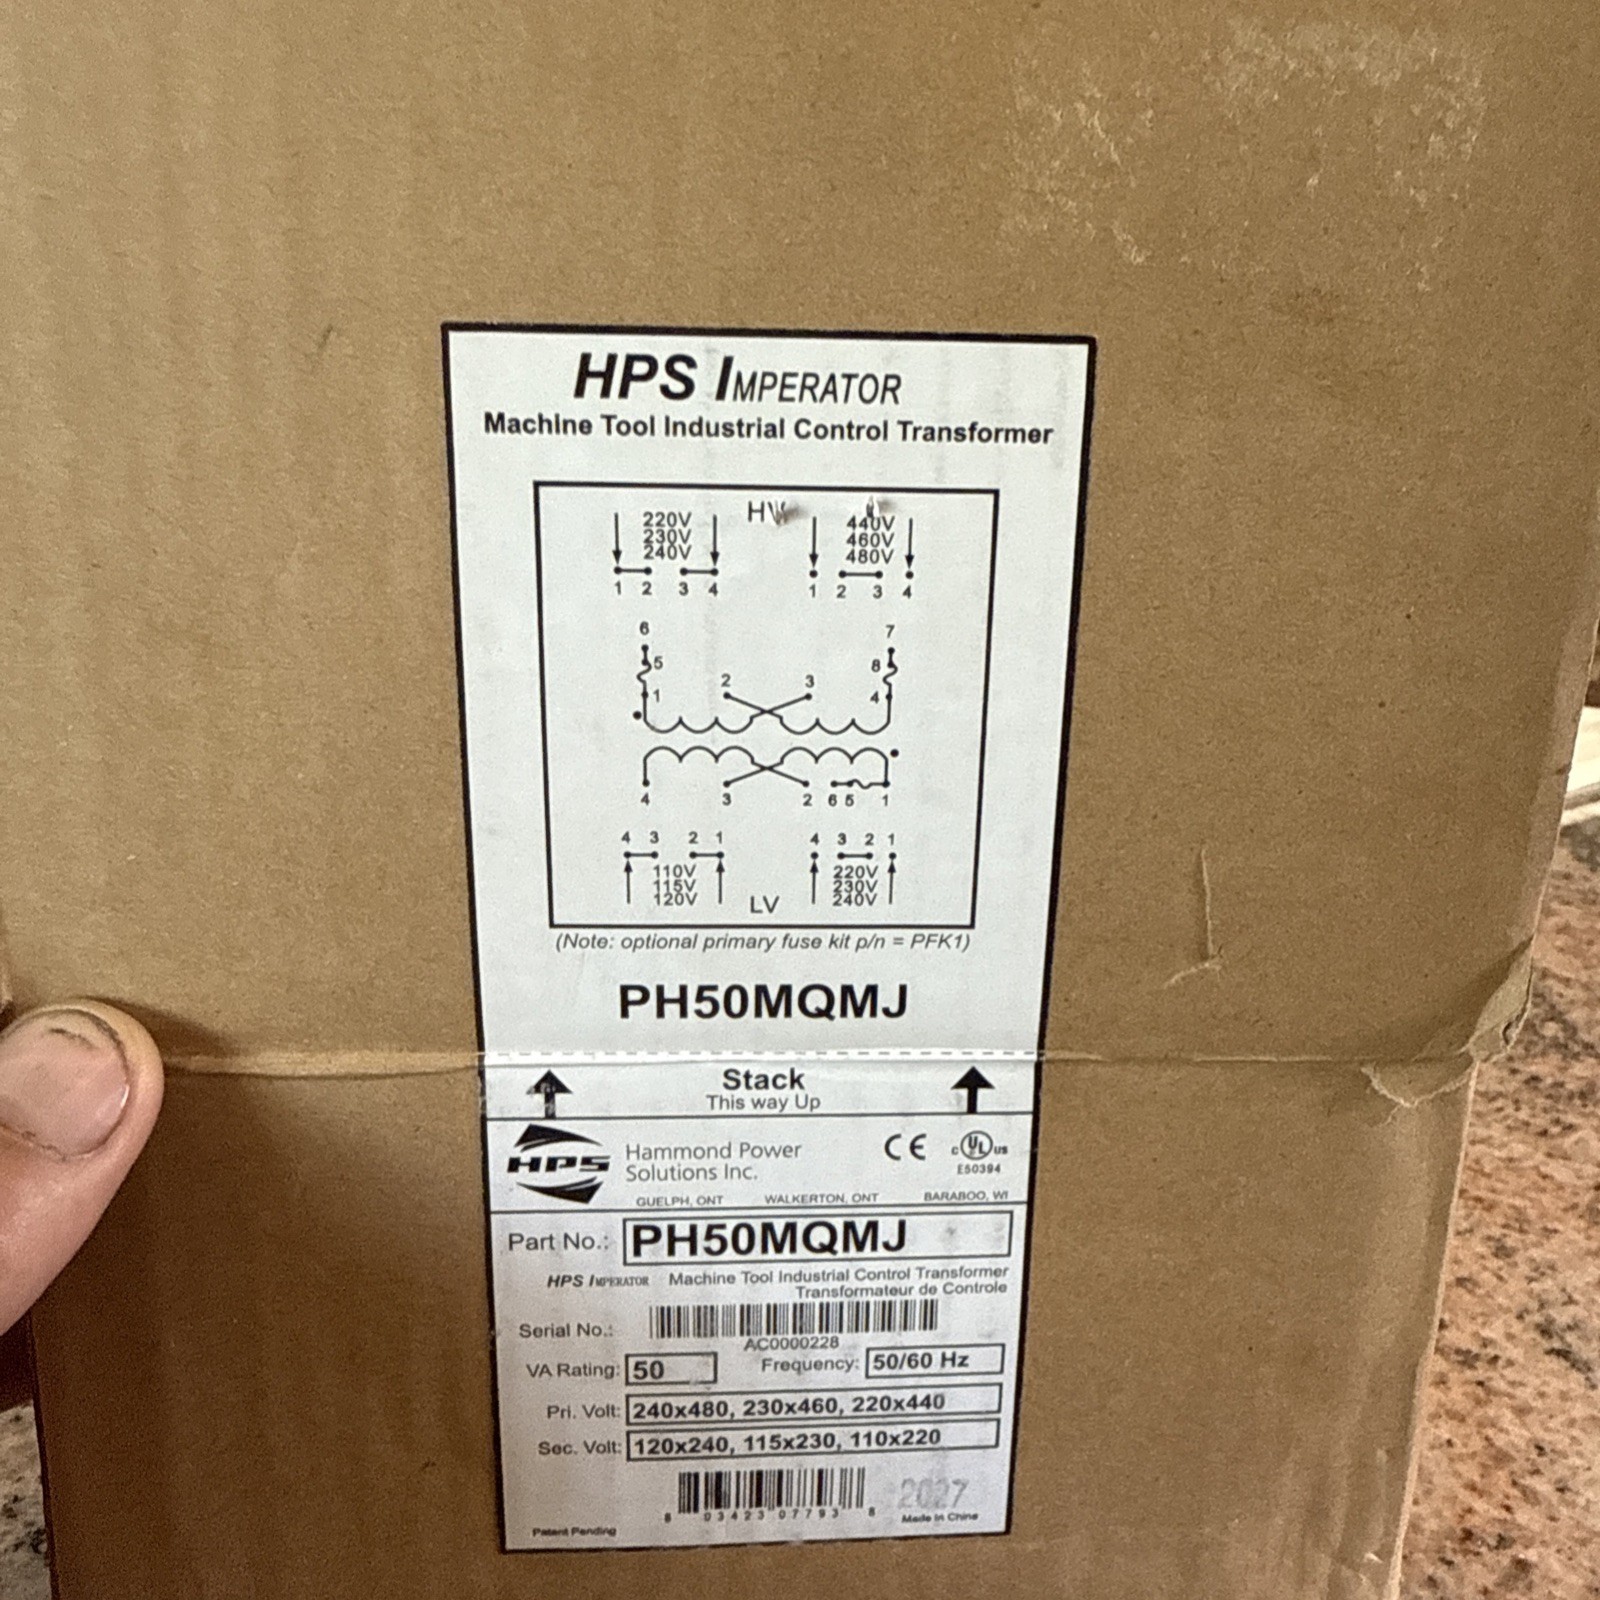 HPS IMPERATOR
Machine Tool Industrial Control Transformer
220V HV 440V
230V 460V
240V 480V
1 2 3 4 1 2 3 4
6 7
5 8
2 3
1 4
4 3 2 6 5 1
4 3 2 1 4 3 2 1
110V 220V
115V 230V
120V LV 240V
(Note: optional primary fuse kit p/n = PFK1)
PH50MQMJ
Stack
This way Up
HPS Hammond Power
Solutions Inc.
CE c UL us
E50394
GUELPH, ONT WALKERTON, ONT BARABOO, WI
Part No.: PH50MQMJ
HPS IMPERATOR Machine Tool Industrial Control Transformer
Transformateur de Controle
Serial No.:
AC0000228
VA Rating: 50 Frequency: 50/60 Hz
Pri. Volt: 240x480, 230x460, 220x440
Sec. Volt: 120x240, 115x230, 110x220
2027
8 03423 07793 8
Patent Pending Made in China